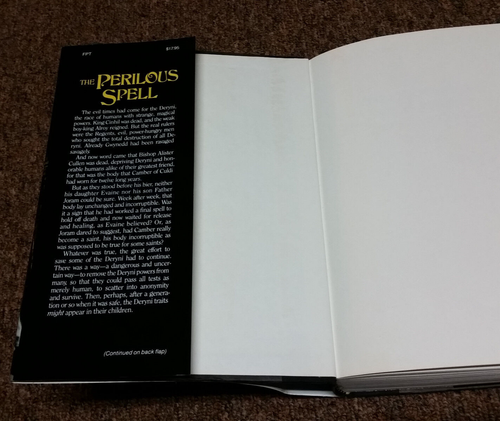 FPT
$17.95
THE PERILOUS
SPELL
The evil times had come for the Deryni,
the race of humans with strange, magical
powers. King Cinhil was dead, and the weak
boy-king Alroy reigned. But the real rulers
were the Regents, evil, power-hungry men
who sought the total destruction of all De-
ryni. Already Gwynedd had been ravaged
savagely.
And now word came that Bishop Alister
Cullen was dead, depriving Deryni and hon-
orable humans alike of their greatest friend,
for that was the body that Camber of Culdi
had worn for twelve long years.
But as they stood before his bier, neither
his daughter Evaine nor his son Father
Joram could be sure. Week after week, that
body lay unchanged and incorruptible. Was
it a sign that he had worked a final spell to
hold off death and now waited for release
and healing, as Evaine believed? Or, as
Joram dared to suggest, had Camber really
become a saint, his body incorruptible as
was supposed to be true for some saints?
Whatever was true, the great effort to
save some of the Deryni had to continue.
There was a way—a dangerous and uncer-
tain way—to remove the Deryni powers from
many, so that they could pass all tests as
merely human, to scatter into anonymity
and survive. Then, perhaps, after a genera-
tion or so when it was safe, the Deryni traits
might appear in their children.
(Continued on back flap)